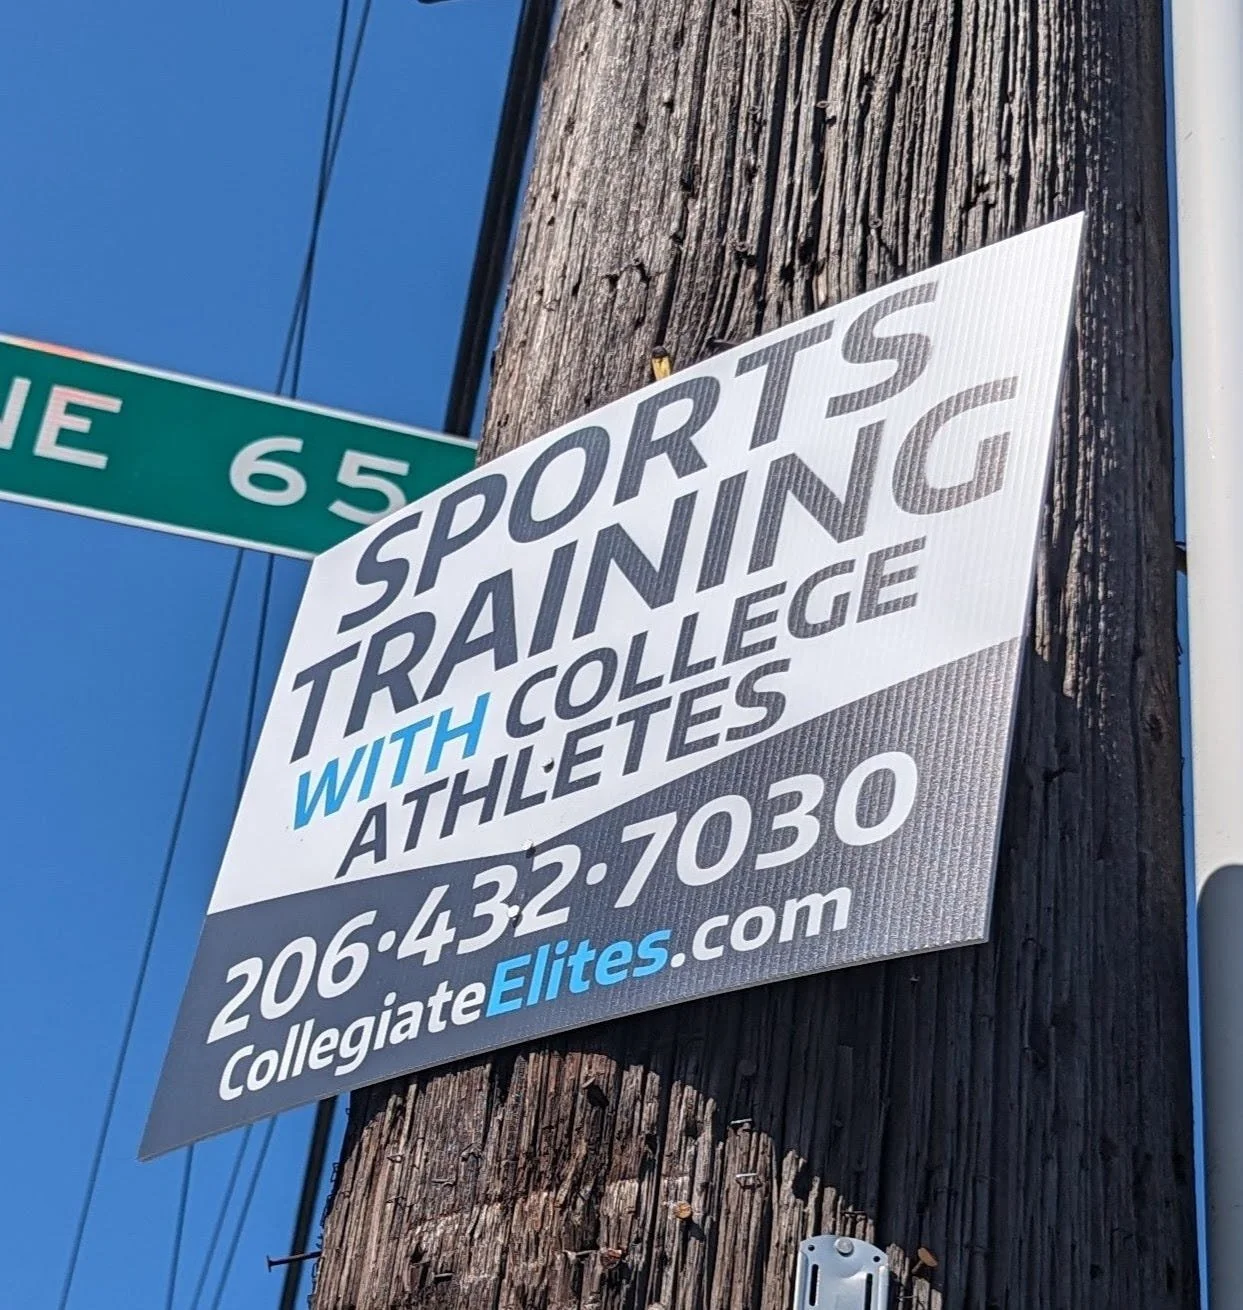 NE 65
SPORTS
TRAINING
WITH COLLEGE
ATHLETES
206·432·7030
CollegiateElites.com